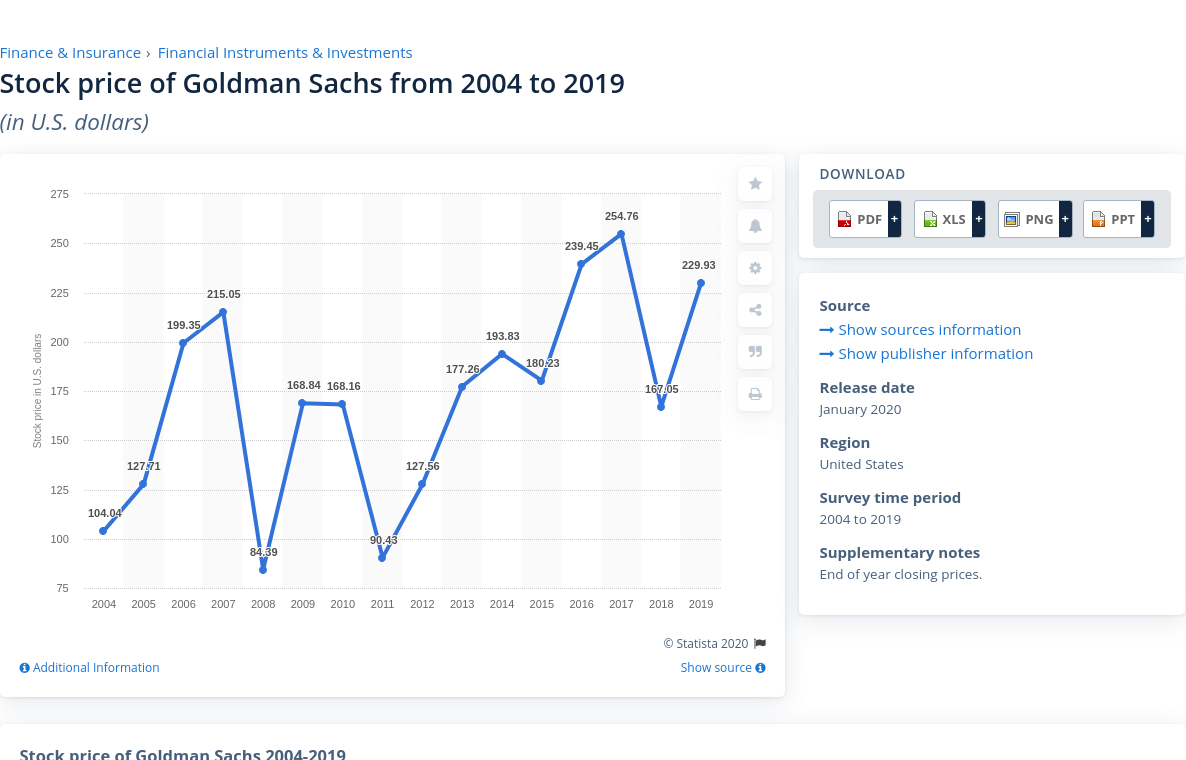 Finance & Insurance › Financial Instruments & Investments
Stock price of Goldman Sachs from 2004 to 2019
(in U.S. dollars)
275
250
225
200
175
150
125
100
75
Stock price in U.S. dollars
104.04
127.71
199.35
215.05
84.39
168.84
168.16
90.43
127.56
177.26
193.83
180.23
239.45
254.76
167.05
229.93
2004 2005 2006 2007 2008 2009 2010 2011 2012 2013 2014 2015 2016 2017 2018 2019
© Statista 2020
Additional Information
Show source
DOWNLOAD
PDF + XLS + PNG + PPT +
Source
Show sources information
Show publisher information
Release date
January 2020
Region
United States
Survey time period
2004 to 2019
Supplementary notes
End of year closing prices.
Stock price of Goldman Sachs 2004-2019